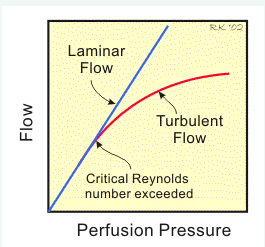 RK '02
Laminar
Flow
Turbulent
Flow
Critical Reynolds
number exceeded
Flow
Perfusion Pressure